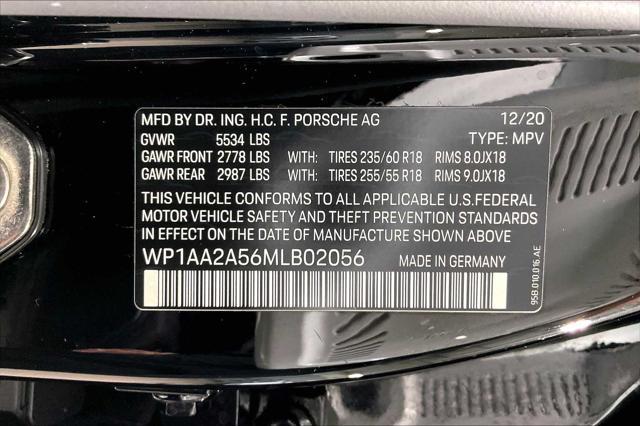 MFD BY DR. ING. H.C. F. PORSCHE AG 12/20
GVWR 5534 LBS TYPE: MPV
GAWR FRONT 2778 LBS WITH: TIRES 235/60 R18 RIMS 8.0JX18
GAWR REAR 2987 LBS WITH: TIRES 255/55 R18 RIMS 9.0JX18
THIS VEHICLE CONFORMS TO ALL APPLICABLE U.S.FEDERAL
MOTOR VEHICLE SAFETY AND THEFT PREVENTION STANDARDS
IN EFFECT ON THE DATE OF MANUFACTURE SHOWN ABOVE
WP1AA2A56MLB02056 MADE IN GERMANY
95B.010.016.AE